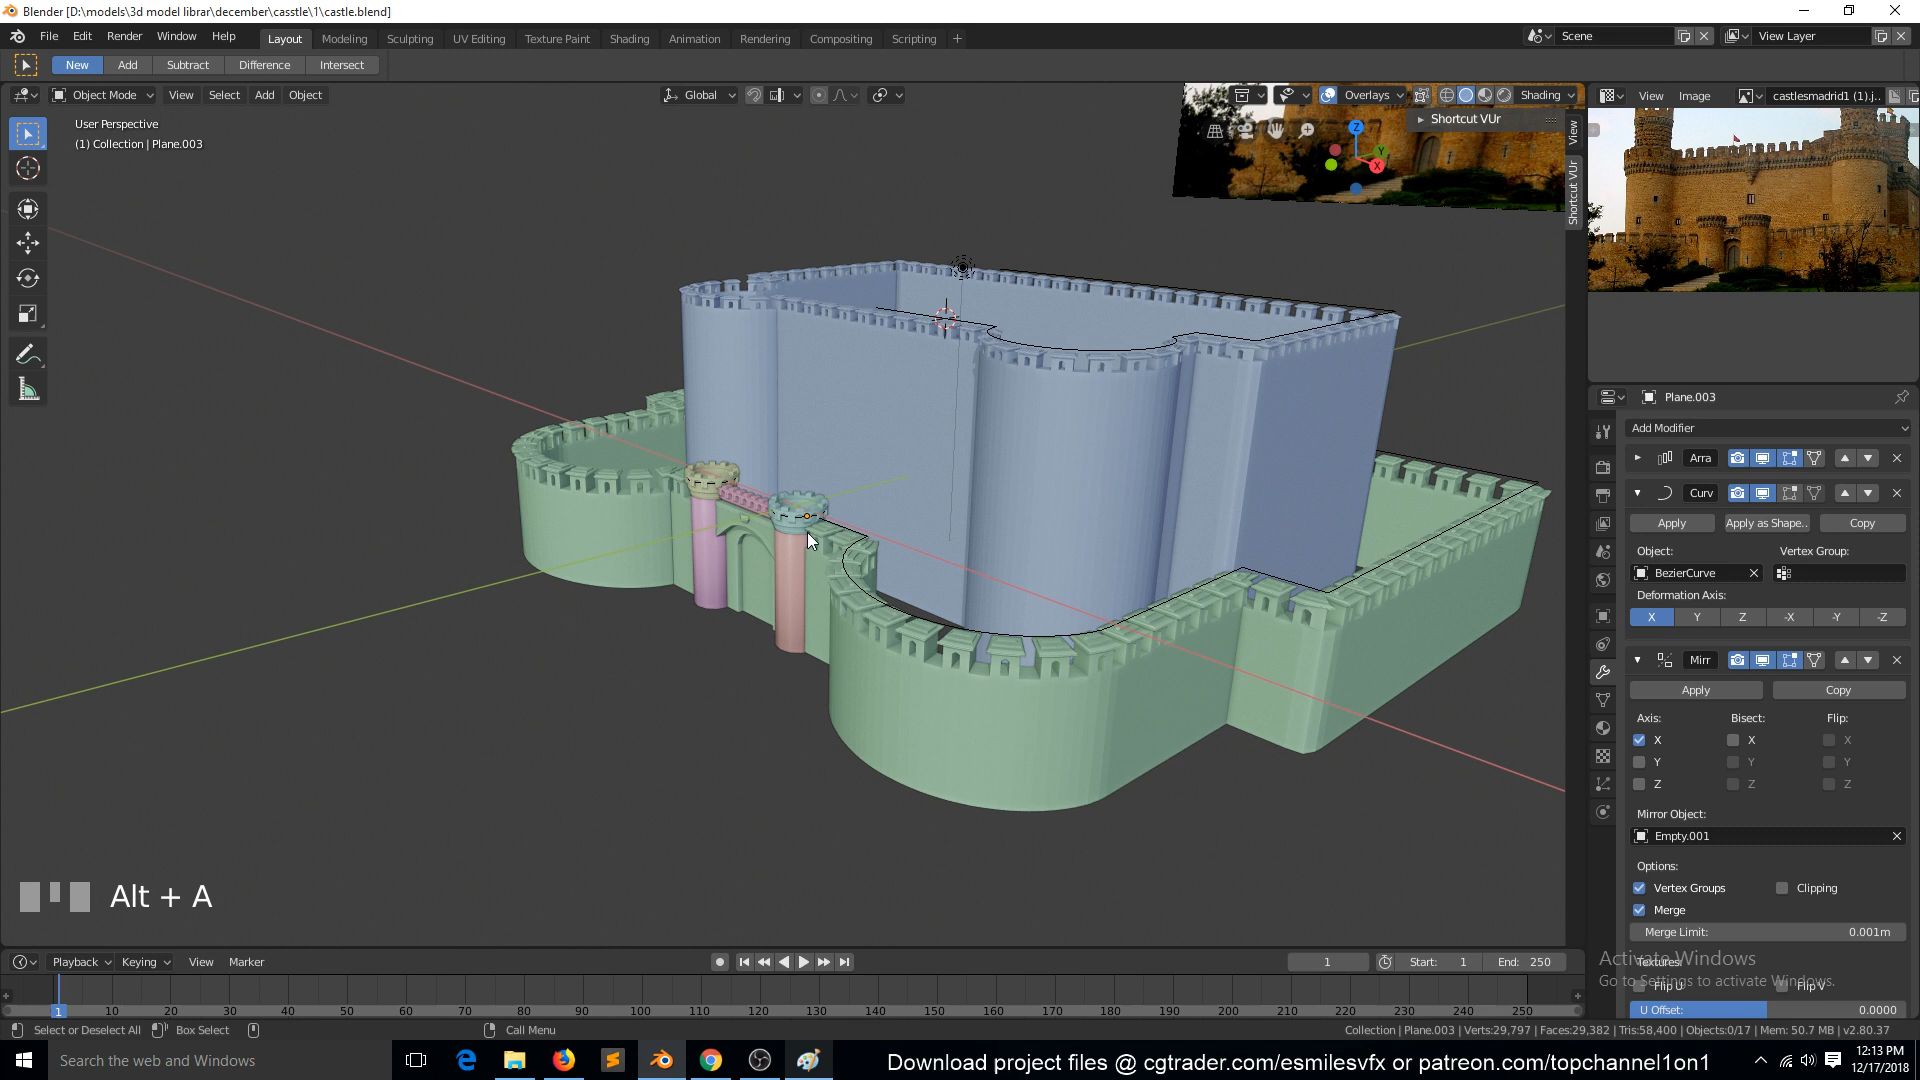 Blender [D:\models\3d model librar\december\casstle\1\castle.blend]
File Edit Render Window Help Layout Modeling Sculpting UV Editing Texture Paint Shading Animation Rendering Compositing Scripting Scene View Layer
New Add Subtract Difference Intersect
Object Mode View Select Add Object Global Overlays Shading View Image castlesmadrid1 (1).j..
User Perspective
(1) Collection | Plane.003
Shortcut VUr
View
Shortcut VUr
Z
Y
X
Plane.003
Add Modifier
Arra
Curv
Apply Apply as Shape.. Copy
Object: Vertex Group:
BezierCurve
Deformation Axis:
X Y Z -X -Y -Z
Mirr
Apply Copy
Axis: Bisect: Flip:
X X X
Y Y Y
Z Z Z
Mirror Object:
Empty.001
Options:
Vertex Groups Clipping
Merge
Merge Limit: 0.001m
Textures:
Flip U Flip V
U Offset: 0.0000
Activate Windows
Go to Settings to activate Windows.
Alt + A
Playback Keying View Marker 1 Start: 1 End: 250
1 10 20 30 40 50 60 70 80 90 100 110 120 130 140 150 160 170 180 190 200 210 220 230 240 250
Select or Deselect All Box Select Call Menu Collection | Plane.003 | Verts:29,797 | Faces:29,382 | Tris:58,400 | Objects:0/17 | Mem: 50.7 MB | v2.80.37
Search the web and Windows
Download project files @ cgtrader.com/esmilesvfx or patreon.com/topchannel1on1
12:13 PM
12/17/2018